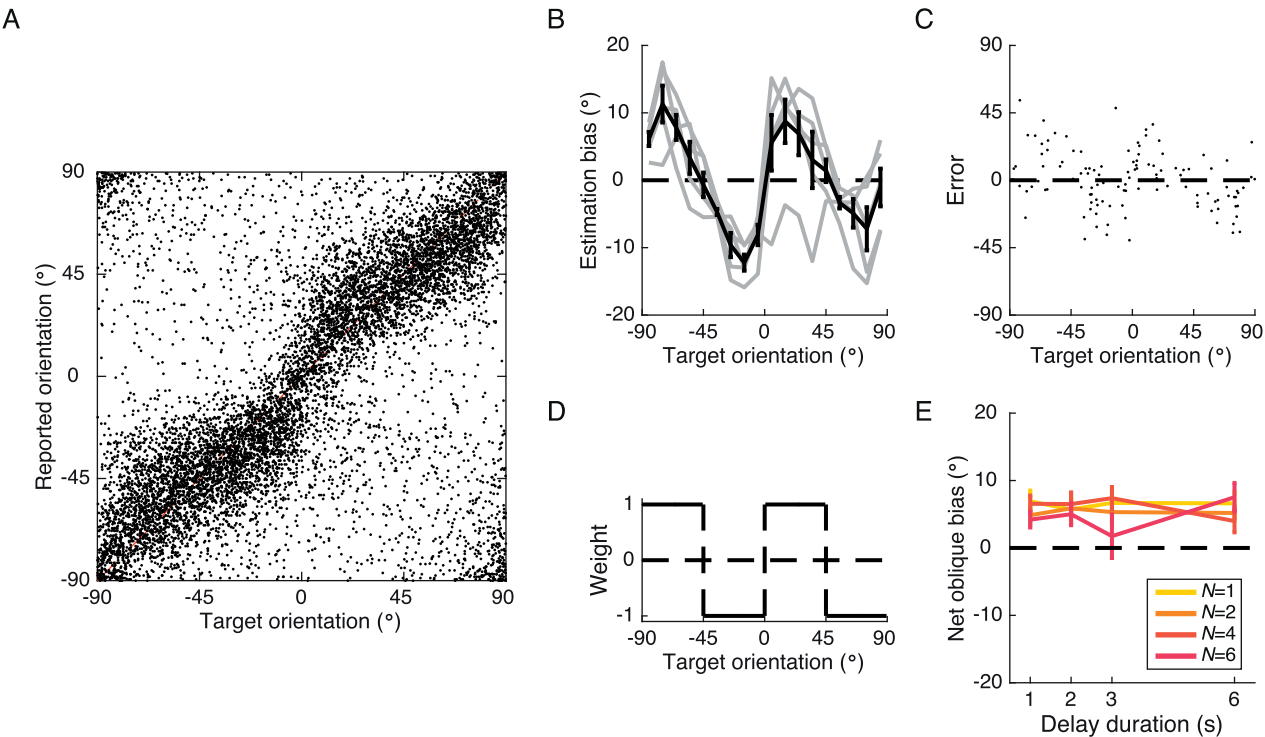 A
90
45
0
-45
-90
Reported orientation (°)
-90 -45 0 45 90
Target orientation (°)
B
20
10
0
-10
-20
Estimation bias (°)
-90 -45 0 45 90
Target orientation (°)
C
90
45
0
-45
-90
Error
-90 -45 0 45 90
Target orientation (°)
D
1
0
-1
Weight
-90 -45 0 45 90
Target orientation (°)
E
20
10
0
-10
-20
Net oblique bias (°)
N=1
N=2
N=4
N=6
1 2 3 6
Delay duration (s)